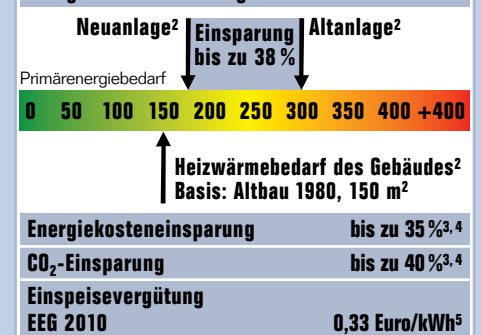 Neuanlage² Einsparung Altanlage²
bis zu 38 %
Primärenergiebedarf
0 50 100 150 200 250 300 350 400 +400
Heizwärmebedarf des Gebäudes²
Basis: Altbau 1980, 150 m²
Energiekosteneinsparung bis zu 35 %³˒ ⁴
CO₂-Einsparung bis zu 40 %³˒ ⁴
Einspeisevergütung
EEG 2010 0,33 Euro/kWh⁵